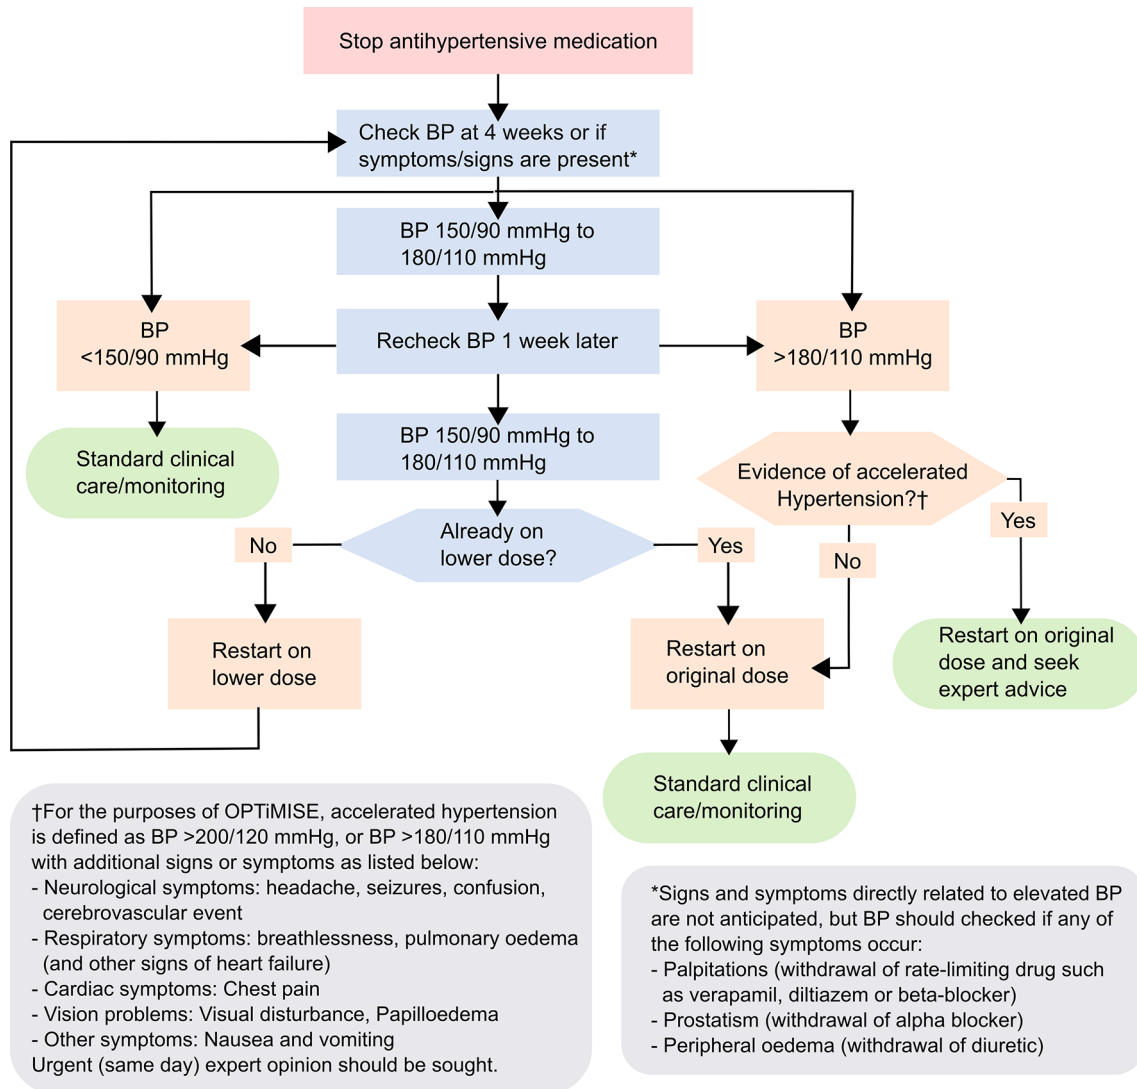 Stop antihypertensive medication
Check BP at 4 weeks or if
symptoms/signs are present*
BP 150/90 mmHg to
180/110 mmHg
BP
<150/90 mmHg
Recheck BP 1 week later
BP
>180/110 mmHg
Standard clinical
care/monitoring
BP 150/90 mmHg to
180/110 mmHg
Evidence of accelerated
Hypertension?†
No
Already on
lower dose?
Yes
No
Yes
Restart on
lower dose
Restart on
original dose
Restart on original
dose and seek
expert advice
Standard clinical
care/monitoring
†For the purposes of OPTiMISE, accelerated hypertension
is defined as BP >200/120 mmHg, or BP >180/110 mmHg
with additional signs or symptoms as listed below:
- Neurological symptoms: headache, seizures, confusion,
cerebrovascular event
- Respiratory symptoms: breathlessness, pulmonary oedema
(and other signs of heart failure)
- Cardiac symptoms: Chest pain
- Vision problems: Visual disturbance, Papilloedema
- Other symptoms: Nausea and vomiting
Urgent (same day) expert opinion should be sought.
*Signs and symptoms directly related to elevated BP
are not anticipated, but BP should checked if any of
the following symptoms occur:
- Palpitations (withdrawal of rate-limiting drug such
as verapamil, diltiazem or beta-blocker)
- Prostatism (withdrawal of alpha blocker)
- Peripheral oedema (withdrawal of diuretic)